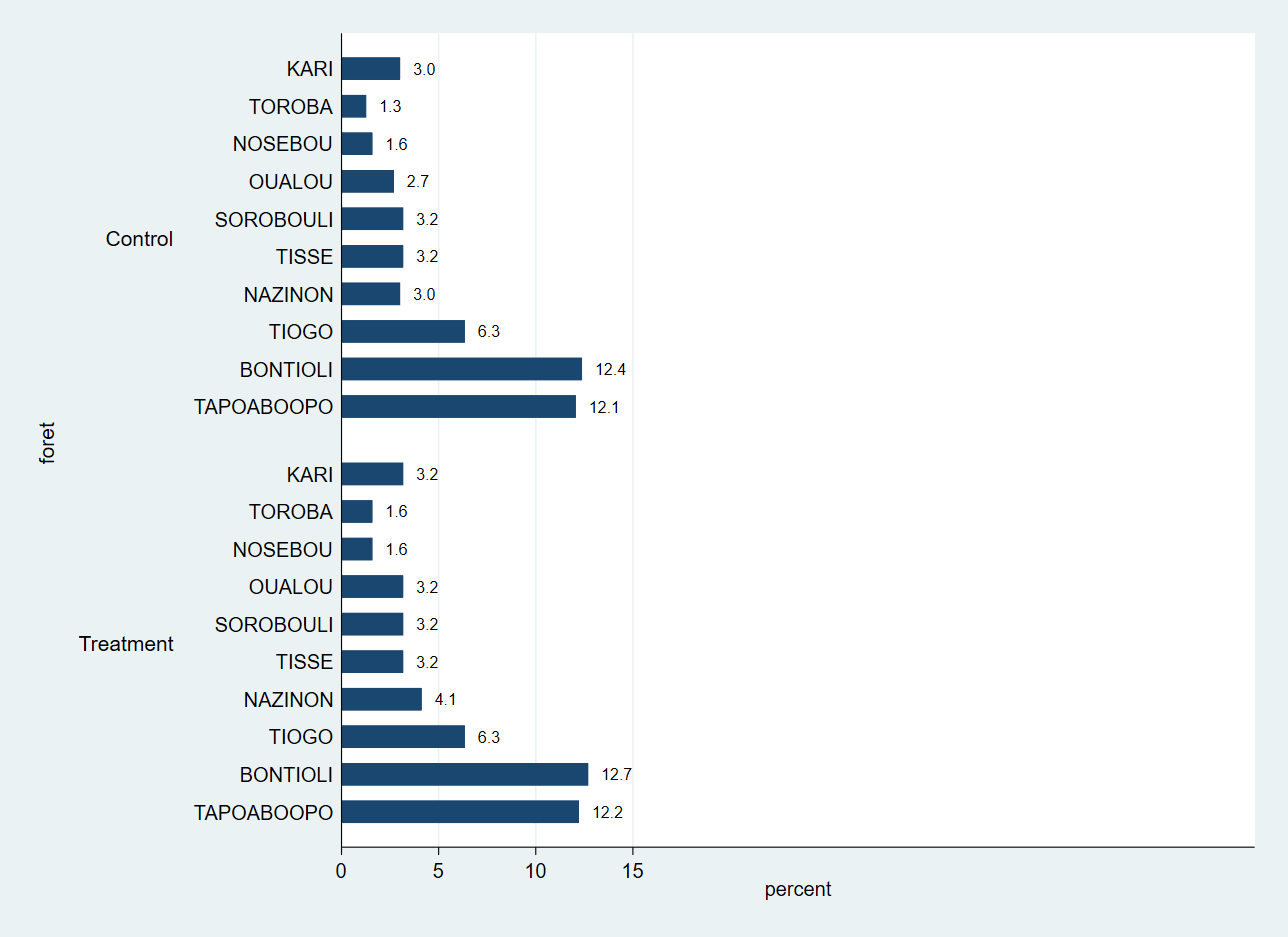 KARI 3.0
TOROBA 1.3
NOSEBOU 1.6
OUALOU 2.7
SOROBOULI 3.2
Control
TISSE 3.2
NAZINON 3.0
TIOGO 6.3
BONTIOLI 12.4
TAPOABOOPO 12.1
foret
KARI 3.2
TOROBA 1.6
NOSEBOU 1.6
OUALOU 3.2
SOROBOULI 3.2
Treatment
TISSE 3.2
NAZINON 4.1
TIOGO 6.3
BONTIOLI 12.7
TAPOABOOPO 12.2
0 5 10 15
percent